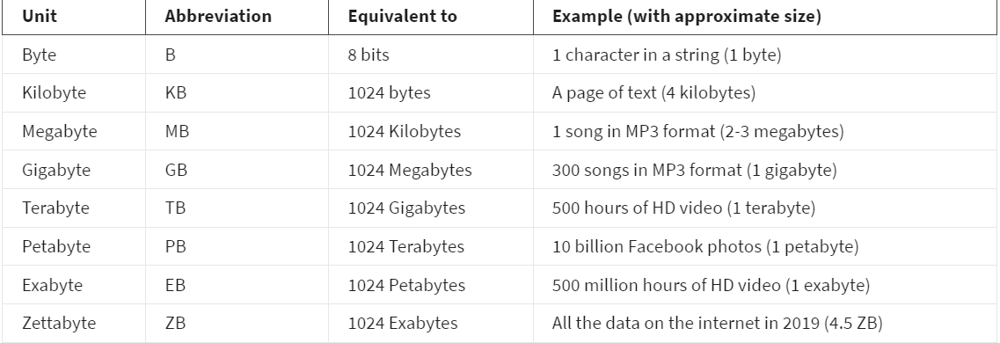 Unit Abbreviation Equivalent to Example (with approximate size)
Byte B 8 bits 1 character in a string (1 byte)
Kilobyte KB 1024 bytes A page of text (4 kilobytes)
Megabyte MB 1024 Kilobytes 1 song in MP3 format (2-3 megabytes)
Gigabyte GB 1024 Megabytes 300 songs in MP3 format (1 gigabyte)
Terabyte TB 1024 Gigabytes 500 hours of HD video (1 terabyte)
Petabyte PB 1024 Terabytes 10 billion Facebook photos (1 petabyte)
Exabyte EB 1024 Petabytes 500 million hours of HD video (1 exabyte)
Zettabyte ZB 1024 Exabytes All the data on the internet in 2019 (4.5 ZB)